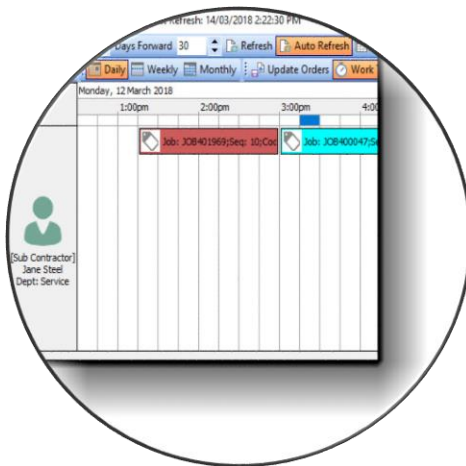 Refresh: 14/03/2018 2:22:30 PM
Days Forward 30 Refresh Auto Refresh
Daily Weekly Monthly Update Orders Work
Monday, 12 March 2018
1:00pm 2:00pm 3:00pm 4:00
Job: JOB401969;Seq: 10; Job: JOB400047;
[Sub Contractor]
Jane Steel
Dept: Service